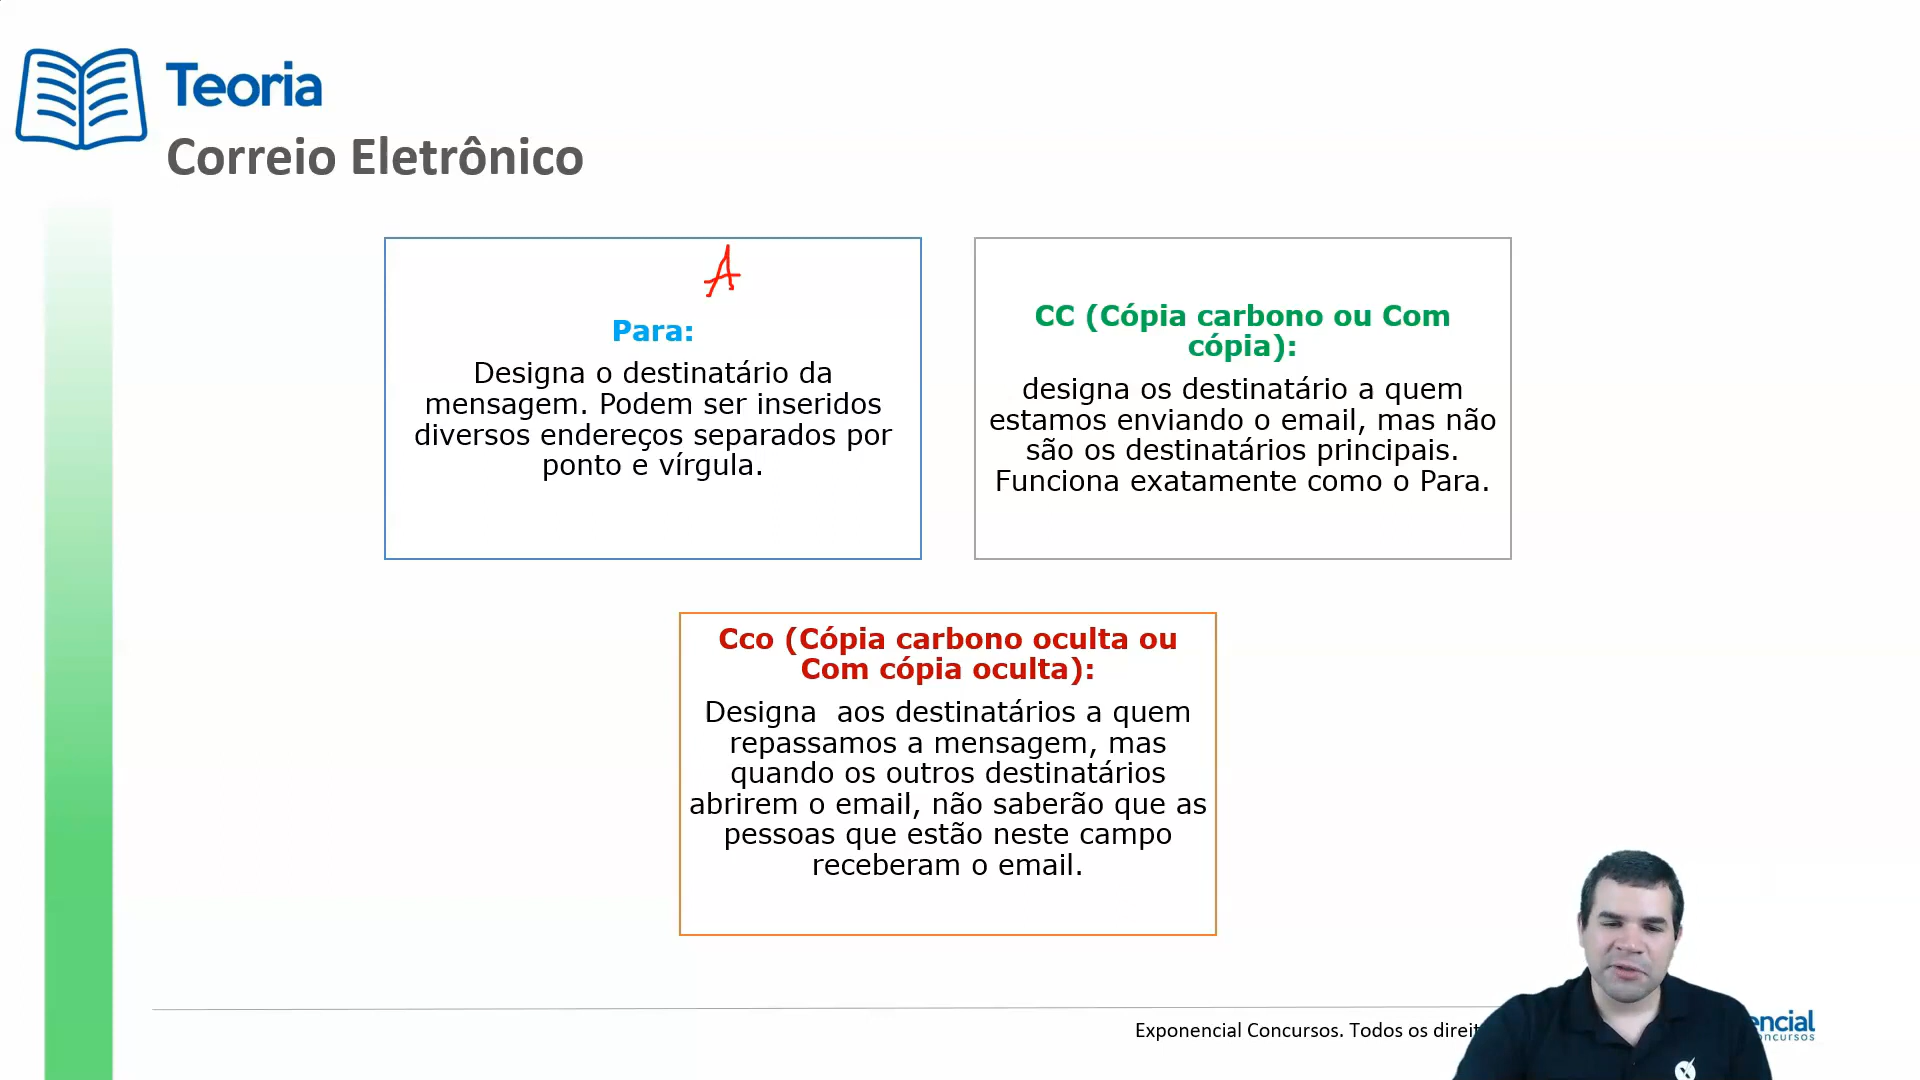 Teoria
Correio Eletrônico
A
Para:
Designa o destinatário da
mensagem. Podem ser inseridos
diversos endereços separados por
ponto e vírgula.
CC (Cópia carbono ou Com
cópia):
designa os destinatário a quem
estamos enviando o email, mas não
são os destinatários principais.
Funciona exatamente como o Para.
Cco (Cópia carbono oculta ou
Com cópia oculta):
Designa  aos destinatários a quem
repassamos a mensagem, mas
quando os outros destinatários
abrirem o email, não saberão que as
pessoas que estão neste campo
receberam o email.
Exponencial Concursos. Todos os direit
encial
oncursos